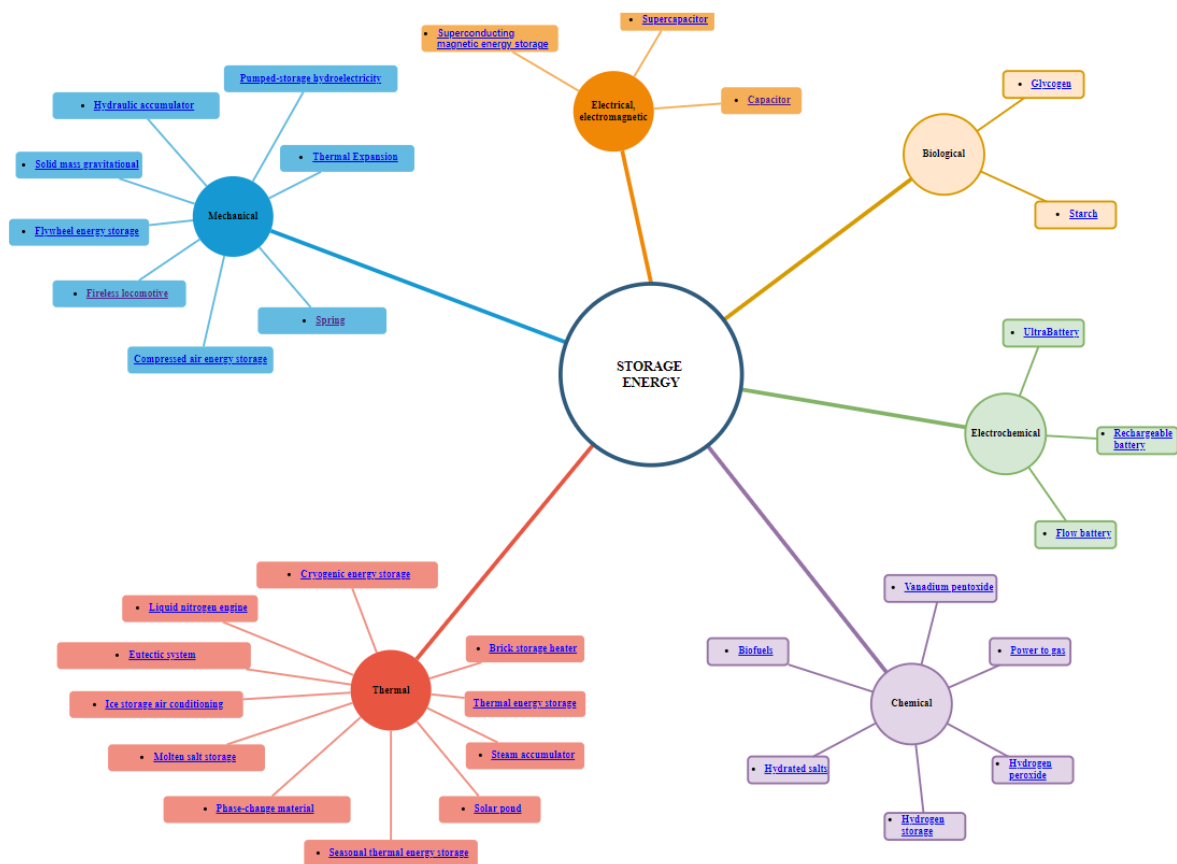 STORAGE
ENERGY
Mechanical
Pumped-storage hydroelectricity
• Hydraulic accumulator
• Thermal Expansion
• Solid mass gravitational
• Flywheel energy storage
• Fireless locomotive
• Spring
Compressed air energy storage
Electrical,
electromagnetic
• Superconducting
magnetic energy storage
• Supercapacitor
• Capacitor
Biological
• Glycogen
• Starch
Electrochemical
• UltraBattery
• Rechargeable
battery
• Flow battery
Chemical
• Vanadium pentoxide
• Biofuels
• Power to gas
• Hydrated salts
• Hydrogen
peroxide
• Hydrogen
storage
Thermal
• Cryogenic energy storage
• Liquid nitrogen engine
• Eutectic system
• Brick storage heater
• Ice storage air conditioning
Thermal energy storage
• Molten salt storage
• Steam accumulator
• Phase-change material
• Solar pond
• Seasonal thermal energy storage